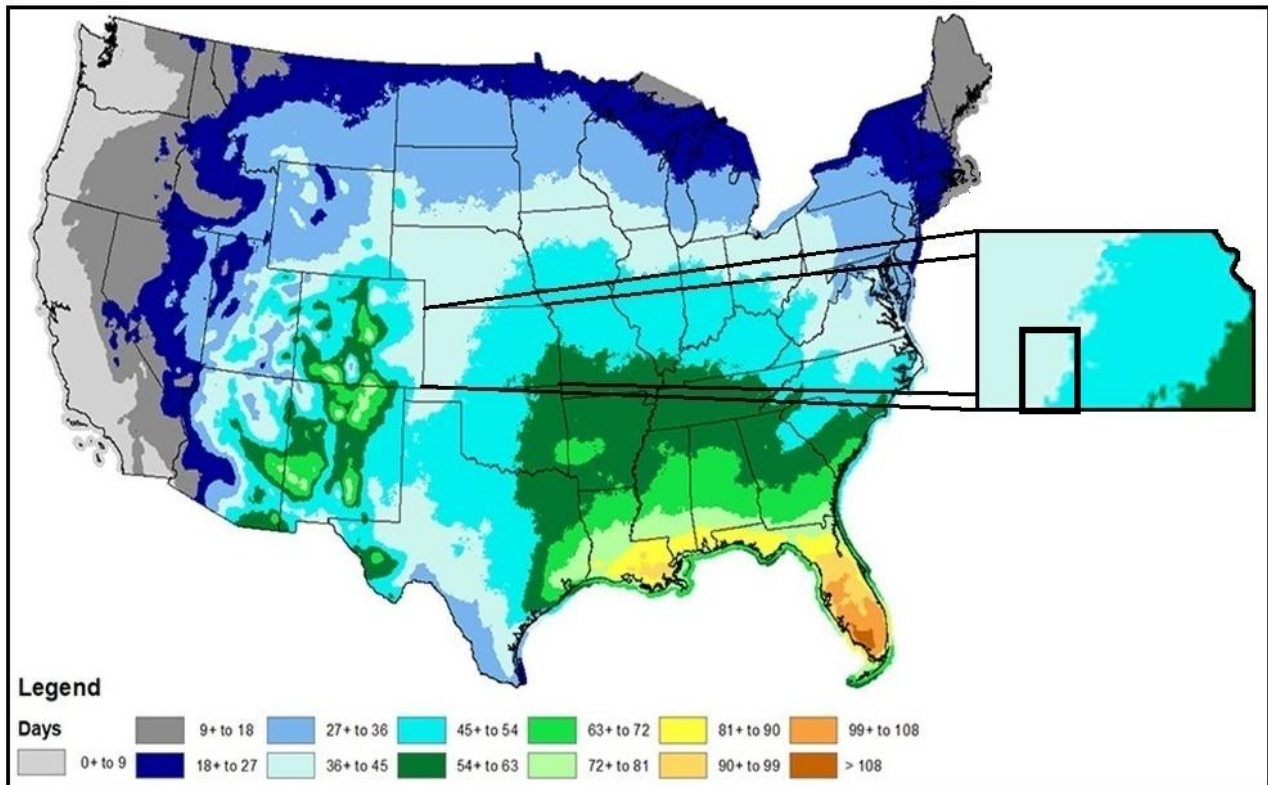 Legend
Days
9+ to 18
27+ to 36
45+ to 54
63+ to 72
81+ to 90
99+ to 108
0+ to 9
18+ to 27
36+ to 45
54+ to 63
72+ to 81
90+ to 99
> 108